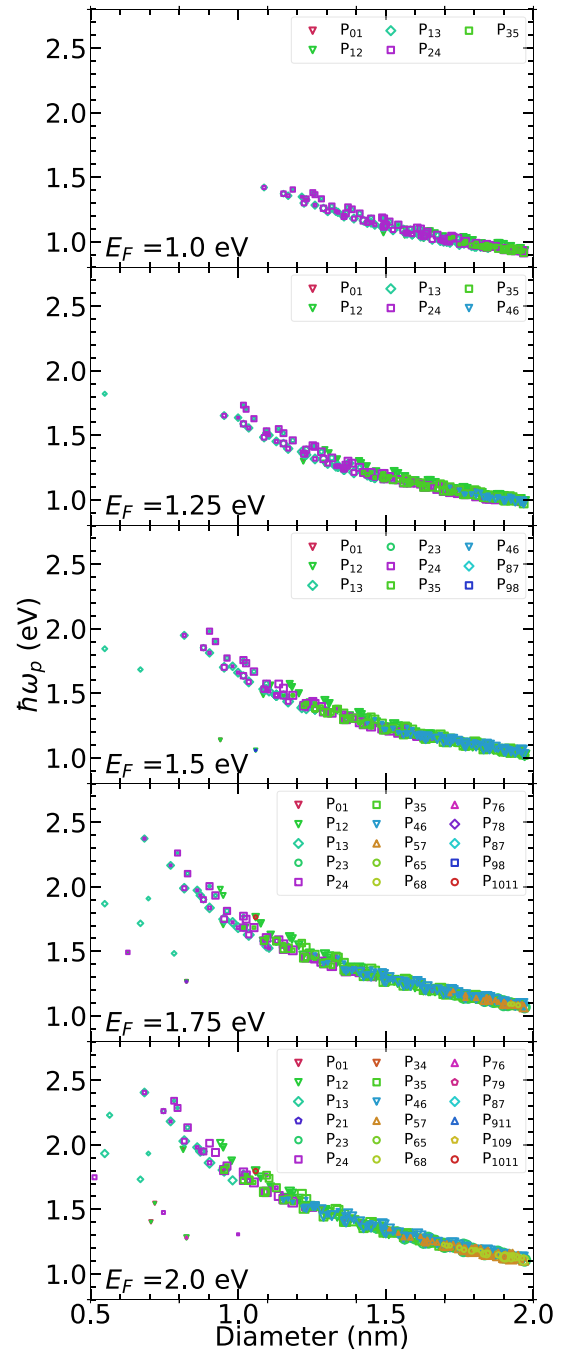 P₀₁ P₁₃ P₃₅
P₁₂ P₂₄
2.5
2.0
1.5
1.0
E_F =1.0 eV
P₀₁ P₁₃ P₃₅
P₁₂ P₂₄ P₄₆
2.5
2.0
1.5
1.0
E_F =1.25 eV
P₀₁ P₂₃ P₄₆
P₁₂ P₂₄ P₈₇
P₁₃ P₃₅ P₉₈
2.5
2.0
1.5
1.0
E_F =1.5 eV
ħω_p (eV)
P₀₁ P₃₅ P₇₆
P₁₂ P₄₆ P₇₈
P₁₃ P₅₇ P₈₇
P₂₃ P₆₅ P₉₈
P₂₄ P₆₈ P₁₀₁₁
2.5
2.0
1.5
1.0
E_F =1.75 eV
P₀₁ P₃₄ P₇₆
P₁₂ P₃₅ P₇₉
P₁₃ P₄₆ P₈₇
P₂₁ P₅₇ P₉₁₁
P₂₃ P₆₅ P₁₀₉
P₂₄ P₆₈ P₁₀₁₁
2.5
2.0
1.5
1.0
E_F =2.0 eV
0.5 1.0 1.5 2.0
Diameter (nm)